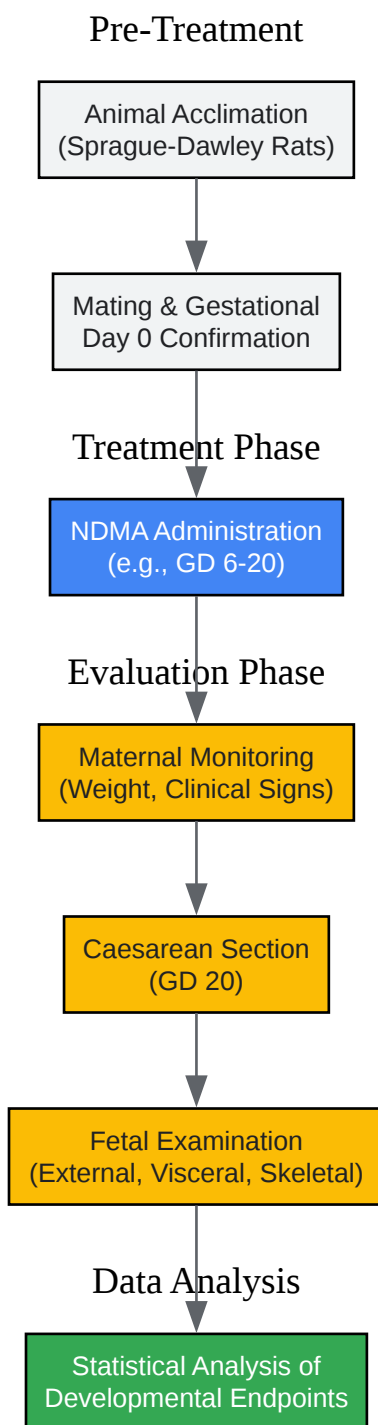 Pre-Treatment
Animal Acclimation
(Sprague-Dawley Rats)
Mating & Gestational
Day 0 Confirmation
Treatment Phase
NDMA Administration
(e.g., GD 6-20)
Evaluation Phase
Maternal Monitoring
(Weight, Clinical Signs)
Caesarean Section
(GD 20)
Fetal Examination
(External, Visceral, Skeletal)
Data Analysis
Statistical Analysis of
Developmental Endpoints